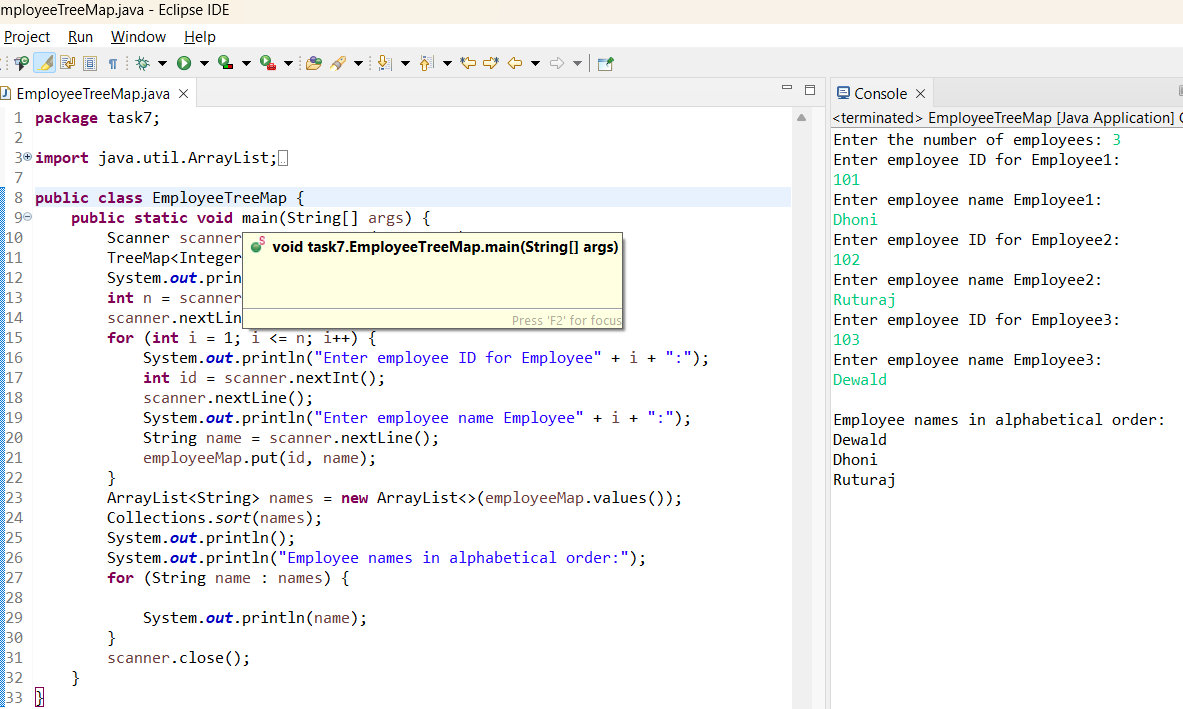 mployeeTreeMap.java - Eclipse IDE
Project Run Window Help
EmployeeTreeMap.java
1 package task7;
2
3 import java.util.ArrayList;
7
8 public class EmployeeTreeMap {
9 public static void main(String[] args) {
10 Scanner scanner
11 TreeMap<Integer
12 System.out.prin
13 int n = scanner
14 scanner.nextLin
void task7.EmployeeTreeMap.main(String[] args)
Press 'F2' for focus
15 for (int i = 1; i <= n; i++) {
16 System.out.println("Enter employee ID for Employee" + i + ":");
17 int id = scanner.nextInt();
18 scanner.nextLine();
19 System.out.println("Enter employee name Employee" + i + ":");
20 String name = scanner.nextLine();
21 employeeMap.put(id, name);
22 }
23 ArrayList<String> names = new ArrayList<>(employeeMap.values());
24 Collections.sort(names);
25 System.out.println();
26 System.out.println("Employee names in alphabetical order:");
27 for (String name : names) {
28
29 System.out.println(name);
30 }
31 scanner.close();
32 }
33 }
Console
<terminated> EmployeeTreeMap [Java Application]
Enter the number of employees: 3
Enter employee ID for Employee1:
101
Enter employee name Employee1:
Dhoni
Enter employee ID for Employee2:
102
Enter employee name Employee2:
Ruturaj
Enter employee ID for Employee3:
103
Enter employee name Employee3:
Dewald

Employee names in alphabetical order:
Dewald
Dhoni
Ruturaj